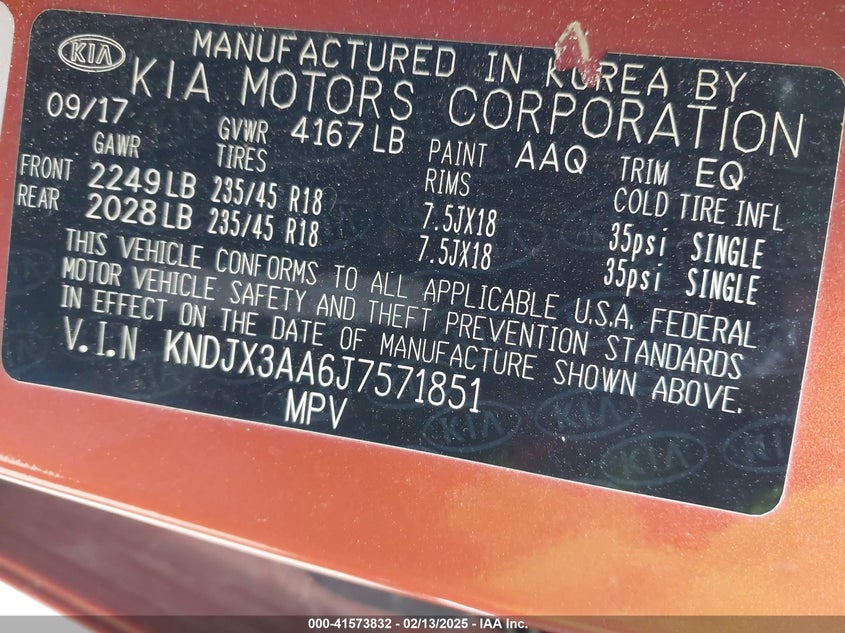 KIA
MANUFACTURED IN KOREA BY
KIA MOTORS CORPORATION
09/17 GVWR 4167 LB PAINT AAQ TRIM EQ
GAWR TIRES RIMS COLD TIRE INFL
FRONT 2249 LB 235/45 R18 7.5JX18 35psi SINGLE
REAR 2028 LB 235/45 R18 7.5JX18 35psi SINGLE
THIS VEHICLE CONFORMS TO ALL APPLICABLE U.S.A. FEDERAL
MOTOR VEHICLE SAFETY AND THEFT PREVENTION STANDARDS
IN EFFECT ON THE DATE OF MANUFACTURE SHOWN ABOVE.
V.I.N KNDJX3AA6J7571851
MPV
000-41573832 - 02/13/2025 - IAA Inc.